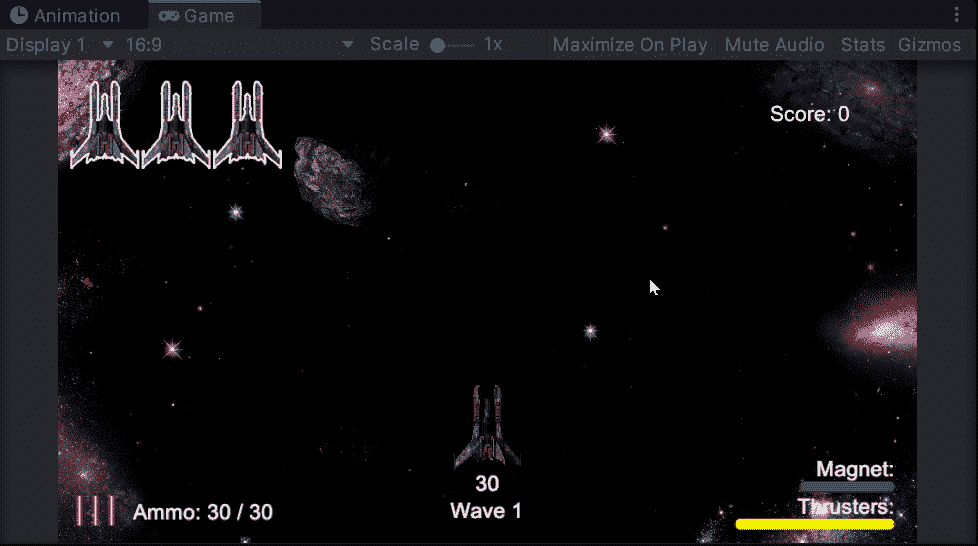 Animation
Game
Display 1
16:9
Scale
1x
Maximize On Play
Mute Audio
Stats
Gizmos
Score: 0
Magnet:
30
Thrusters:
Ammo: 30 / 30
Wave 1